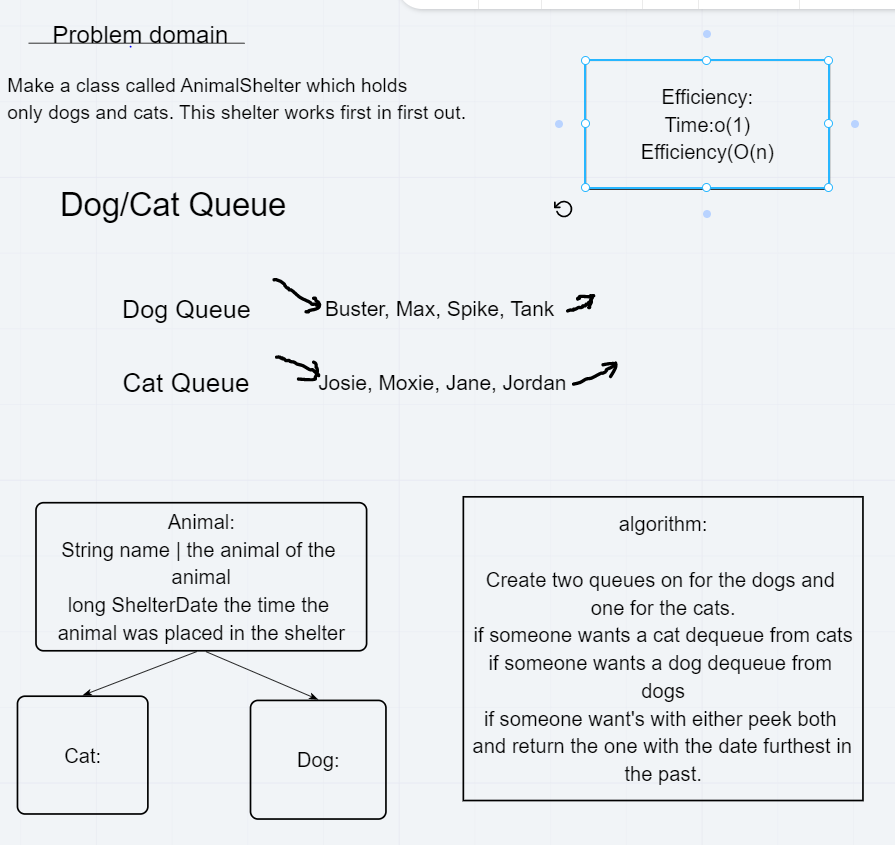 Problem domain
Make a class called AnimalShelter which holds
only dogs and cats. This shelter works first in first out.
Efficiency:
Time:o(1)
Efficiency(O(n)
Dog/Cat Queue
Dog Queue
Buster, Max, Spike, Tank
Cat Queue
Josie, Moxie, Jane, Jordan
Animal:
String name | the animal of the
animal
long ShelterDate the time the
animal was placed in the shelter
Cat:
Dog:
algorithm:
Create two queues on for the dogs and
one for the cats.
if someone wants a cat dequeue from cats
if someone wants a dog dequeue from
dogs
if someone want's with either peek both
and return the one with the date furthest in
the past.